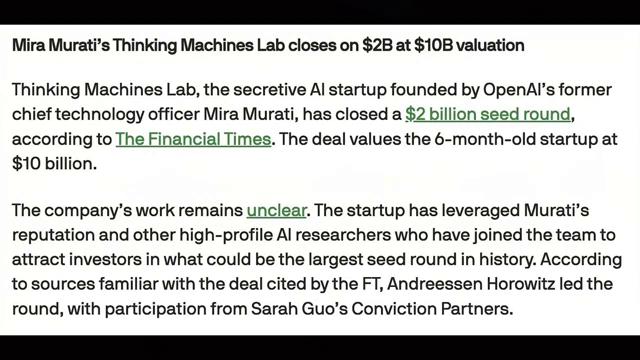 Mira Murati’s Thinking Machines Lab closes on $2B at $10B valuation
Thinking Machines Lab, the secretive AI startup founded by OpenAI’s former
chief technology officer Mira Murati, has closed a $2 billion seed round,
according to The Financial Times. The deal values the 6-month-old startup at
$10 billion.
The company’s work remains unclear. The startup has leveraged Murati’s
reputation and other high-profile AI researchers who have joined the team to
attract investors in what could be the largest seed round in history. According
to sources familiar with the deal cited by the FT, Andreessen Horowitz led the
round, with participation from Sarah Guo’s Conviction Partners.